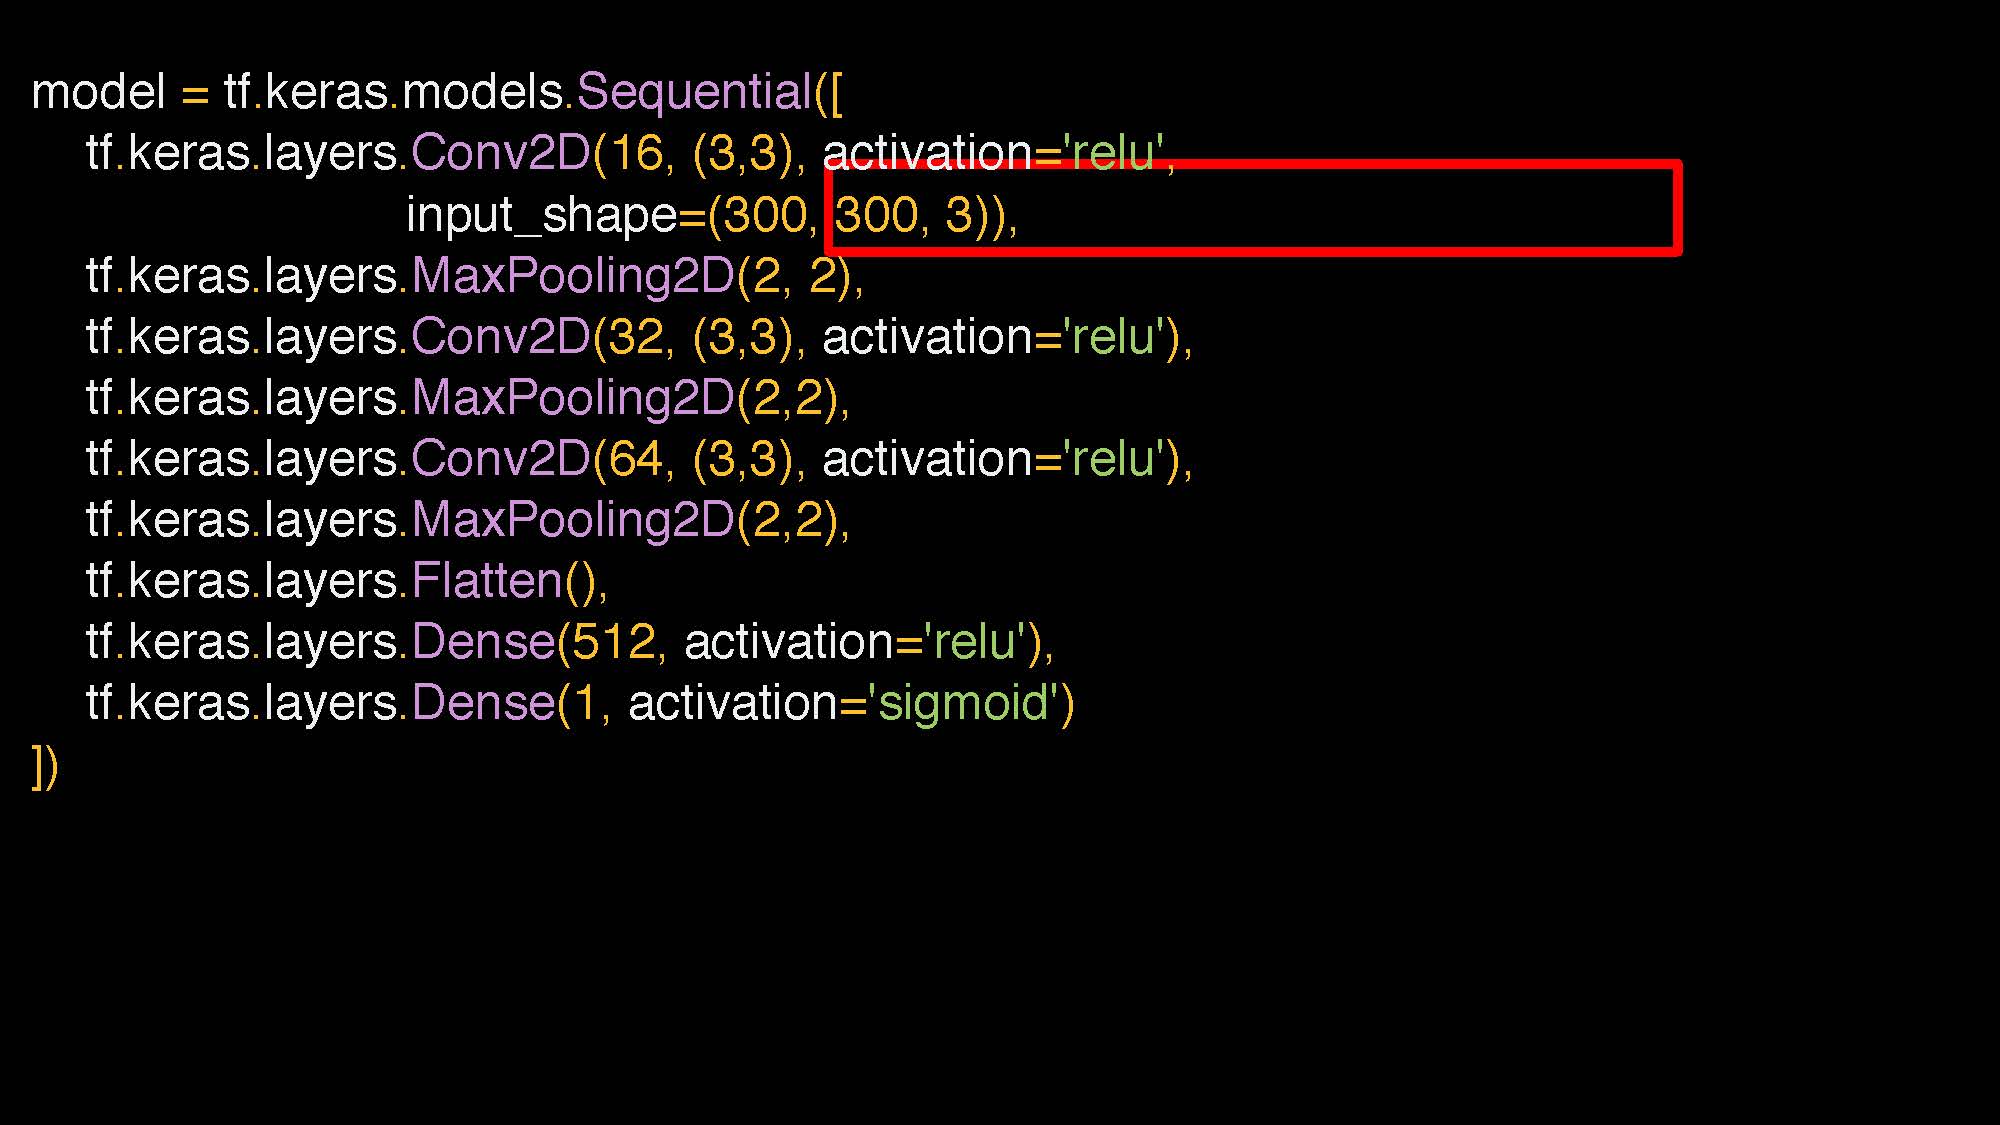 model = tf.keras.models.Sequential([
tf.keras.layers.Conv2D(16, (3,3), activation='relu',
input_shape=(300, 300, 3)),
tf.keras.layers.MaxPooling2D(2, 2),
tf.keras.layers.Conv2D(32, (3,3), activation='relu'),
tf.keras.layers.MaxPooling2D(2,2),
tf.keras.layers.Conv2D(64, (3,3), activation='relu'),
tf.keras.layers.MaxPooling2D(2,2),
tf.keras.layers.Flatten(),
tf.keras.layers.Dense(512, activation='relu'),
tf.keras.layers.Dense(1, activation='sigmoid')
])